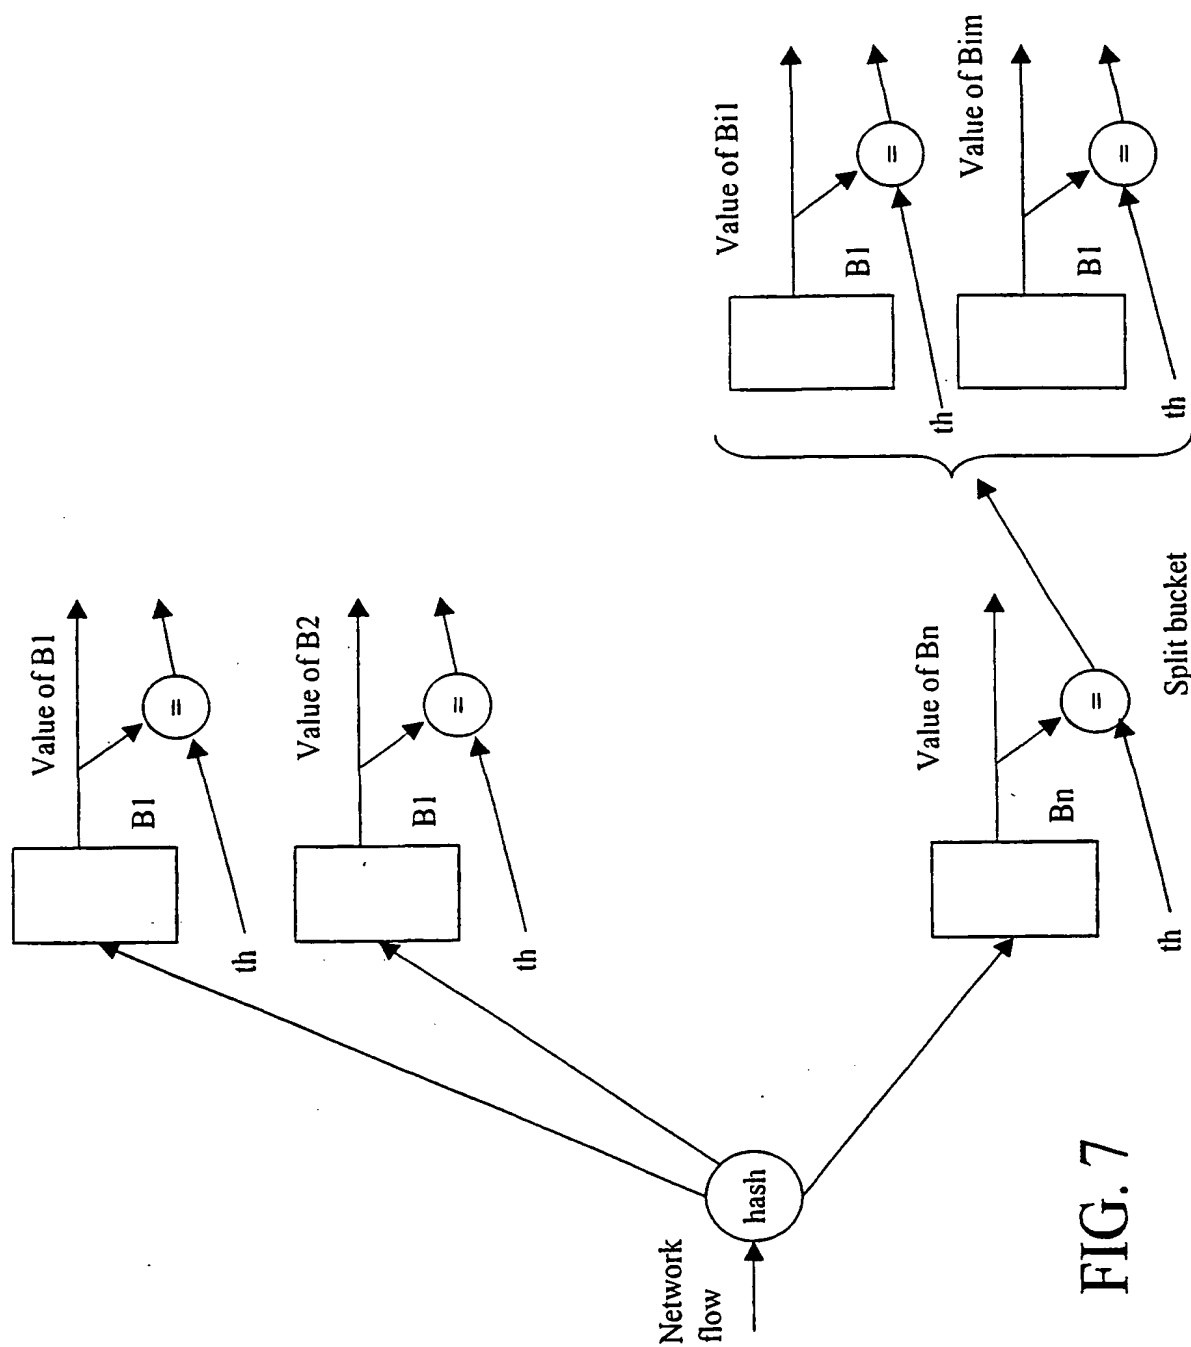 Network
flow
hash
Value of B1
B1
=
th
Value of B2
B1
=
th
Value of Bn
Bn
=
th
Split bucket
Value of Bi1
B1
=
th
Value of Bim
B1
=
th
FIG. 7